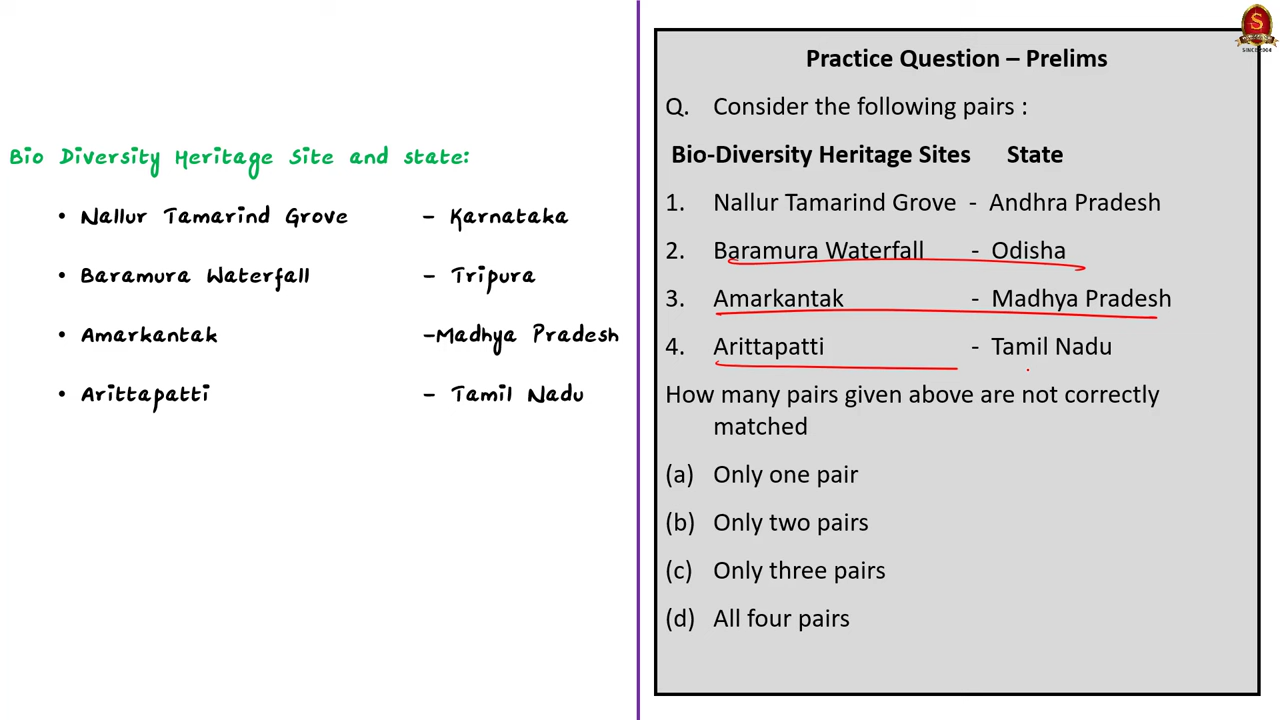 Bio Diversity Heritage Site and state:
• Nallur Tamarind Grove - Karnataka
• Baramura Waterfall - Tripura
• Amarkantak -Madhya Pradesh
• Arittapatti - Tamil Nadu
Practice Question – Prelims
Q. Consider the following pairs :
Bio-Diversity Heritage Sites State
1. Nallur Tamarind Grove - Andhra Pradesh
2. Baramura Waterfall - Odisha
3. Amarkantak - Madhya Pradesh
4. Arittapatti - Tamil Nadu
How many pairs given above are not correctly
matched
(a) Only one pair
(b) Only two pairs
(c) Only three pairs
(d) All four pairs
S
SINCE 2004